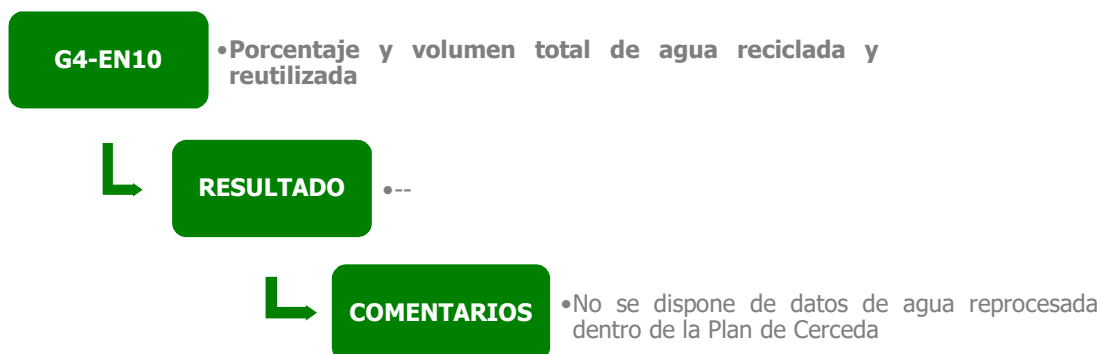 G4-EN10
•Porcentaje y volumen total de agua reciclada y
reutilizada
RESULTADO
•--
COMENTARIOS
•No se dispone de datos de agua reprocesada
dentro de la Plan de Cerceda